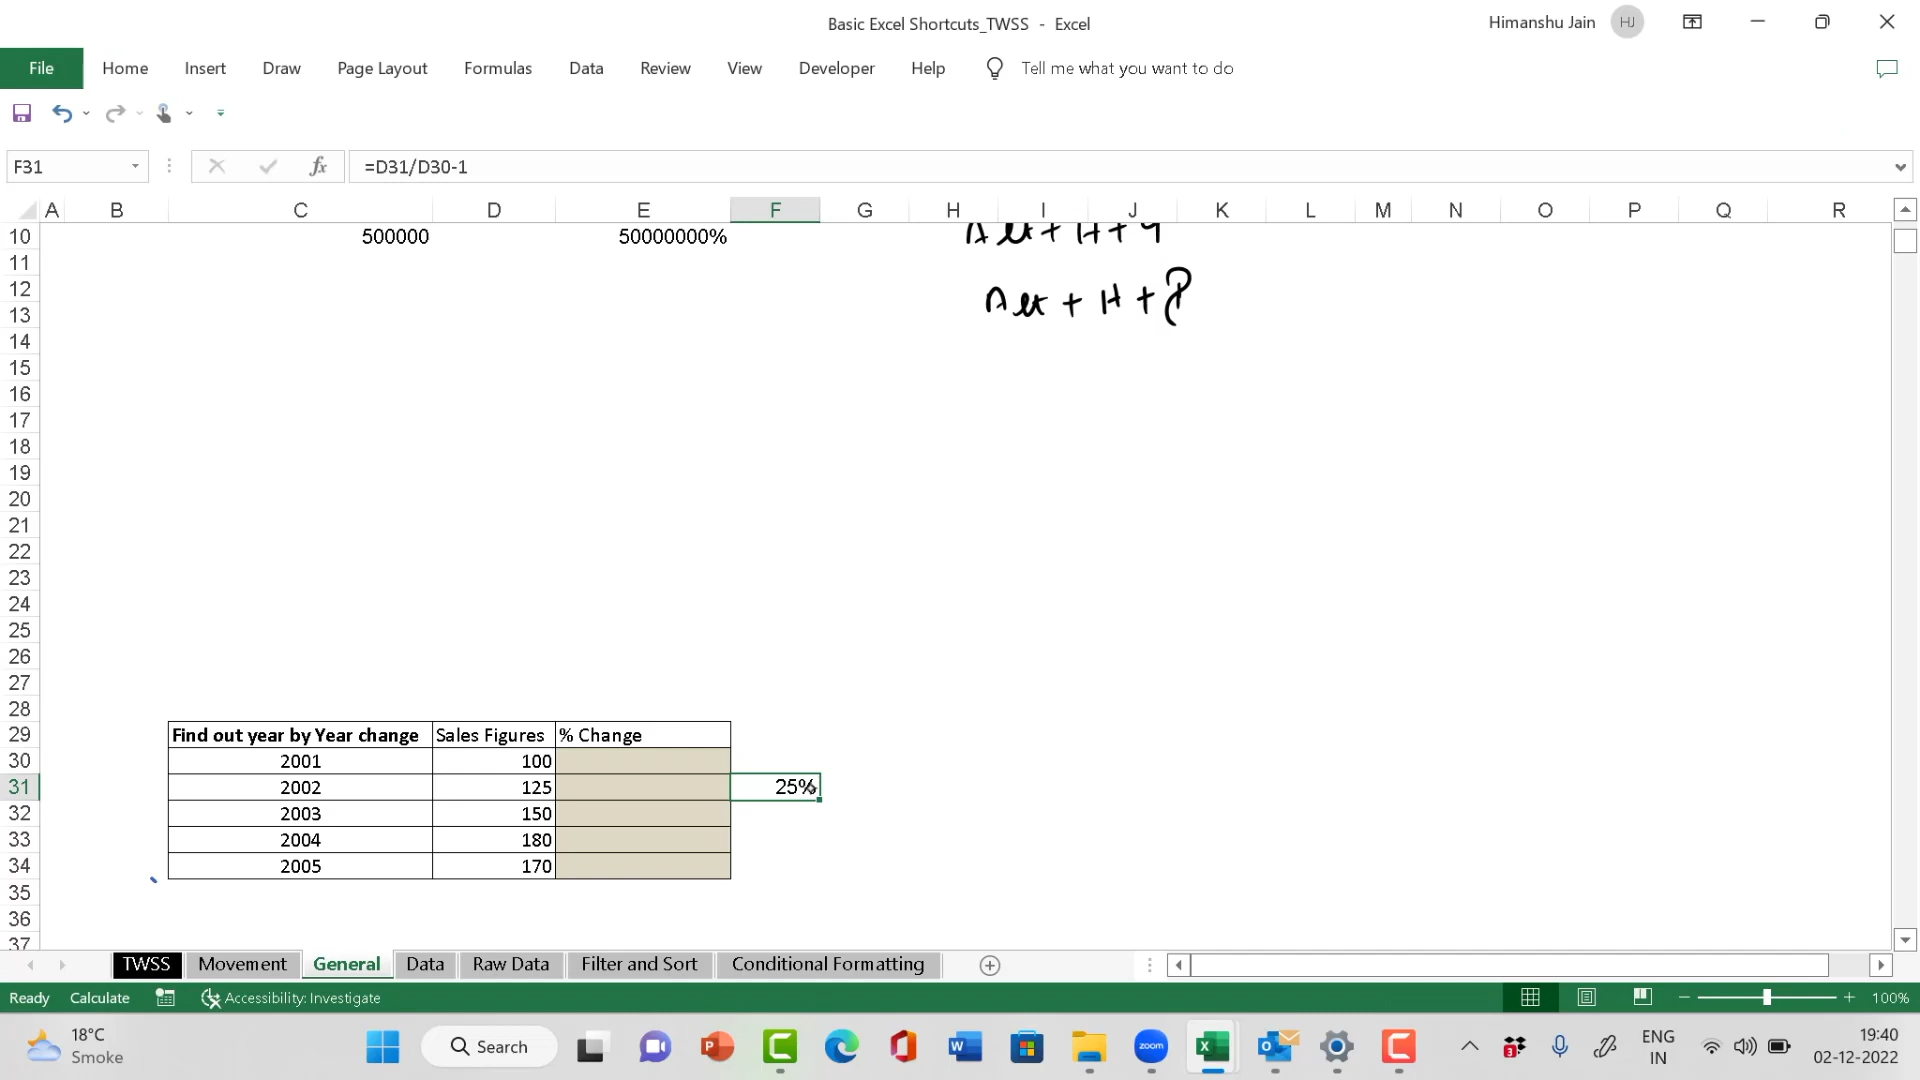 Basic Excel Shortcuts_TWSS - Excel
Himanshu Jain HJ
File Home Insert Draw Page Layout Formulas Data Review View Developer Help Tell me what you want to do
F31 fx =D31/D30-1
A B C D E F G H I J K L M N O P Q R
10 500000 50000000%
11
12 Alt + H + P
13
14
15
16
17
18
19
20
21
22
23
24
25
26
27
28
29 Find out year by Year change Sales Figures % Change
30 2001 100
31 2002 125 25%
32 2003 150
33 2004 180
34 2005 170
35
36
37
TWSS Movement General Data Raw Data Filter and Sort Conditional Formatting
Ready Calculate Accessibility: Investigate 100%
18°C
Smoke
Search
zoom
3
ENG
IN
19:40
02-12-2022